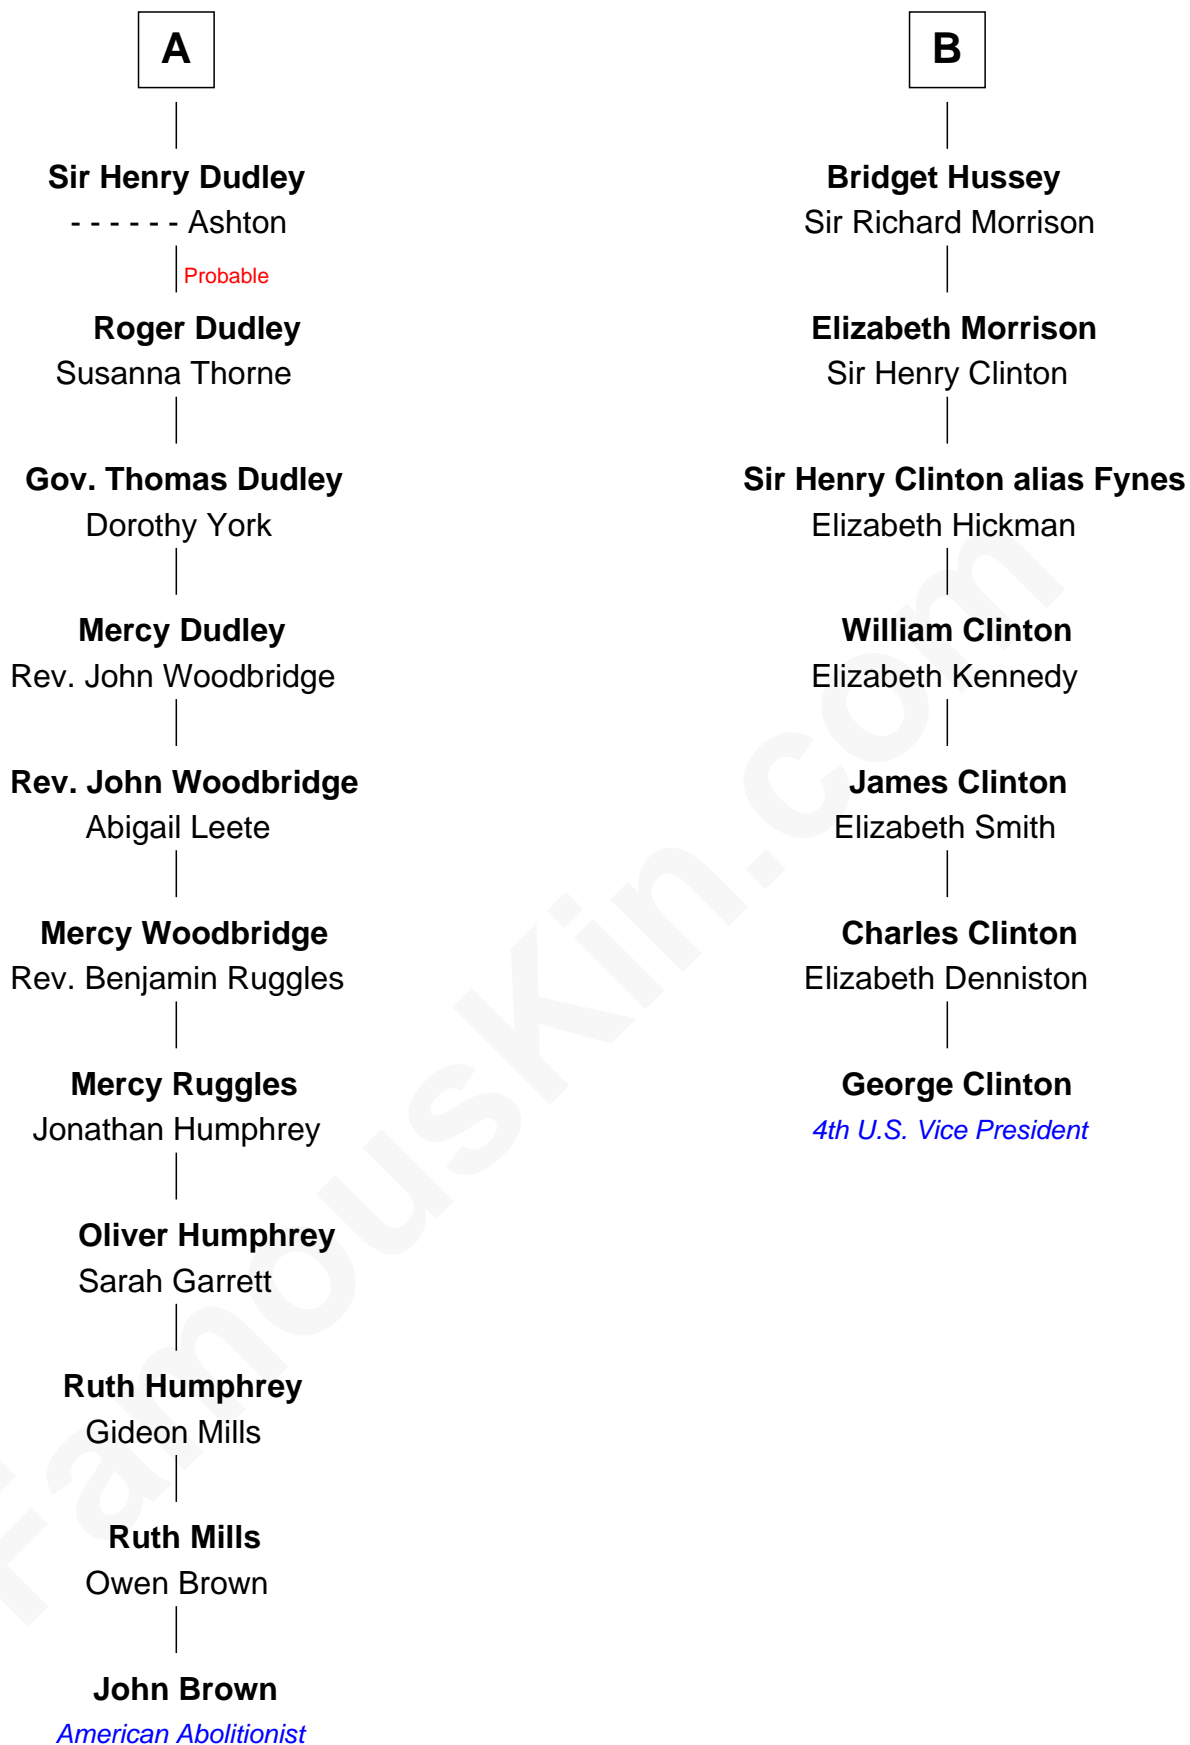 A
Sir Henry Dudley
- - - - - - Ashton
Probable
Roger Dudley
Susanna Thorne
Gov. Thomas Dudley
Dorothy York
Mercy Dudley
Rev. John Woodbridge
Rev. John Woodbridge
Abigail Leete
Mercy Woodbridge
Rev. Benjamin Ruggles
Mercy Ruggles
Jonathan Humphrey
Oliver Humphrey
Sarah Garrett
Ruth Humphrey
Gideon Mills
Ruth Mills
Owen Brown
John Brown
American Abolitionist
B
Bridget Hussey
Sir Richard Morrison
Elizabeth Morrison
Sir Henry Clinton
Sir Henry Clinton alias Fynes
Elizabeth Hickman
William Clinton
Elizabeth Kennedy
James Clinton
Elizabeth Smith
Charles Clinton
Elizabeth Denniston
George Clinton
4th U.S. Vice President
FamousKin.com